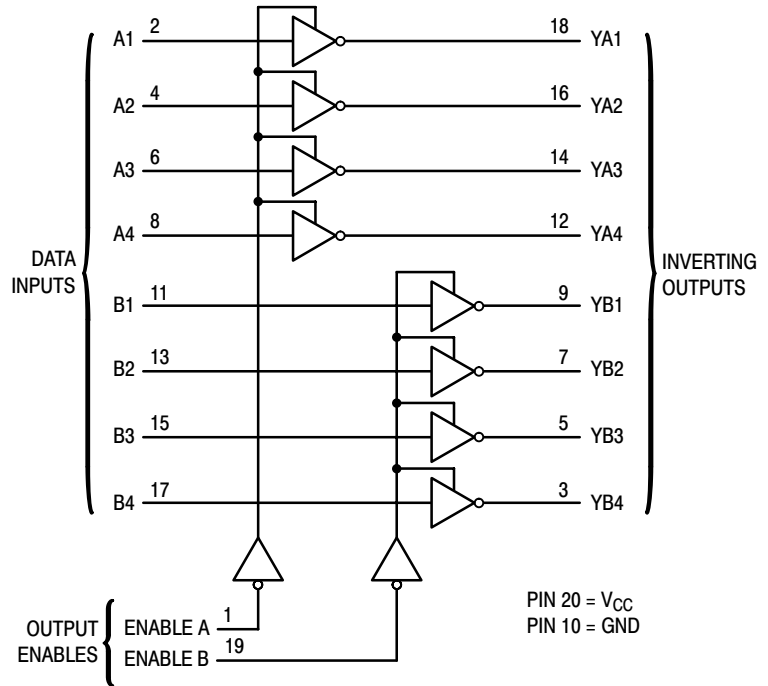 A1 2 18 YA1
A2 4 16 YA2
A3 6 14 YA3
A4 8 12 YA4
DATA
INPUTS
INVERTING
OUTPUTS
B1 11 9 YB1
B2 13 7 YB2
B3 15 5 YB3
B4 17 3 YB4
OUTPUT
ENABLES
ENABLE A 1
ENABLE B 19
PIN 20 = VCC
PIN 10 = GND